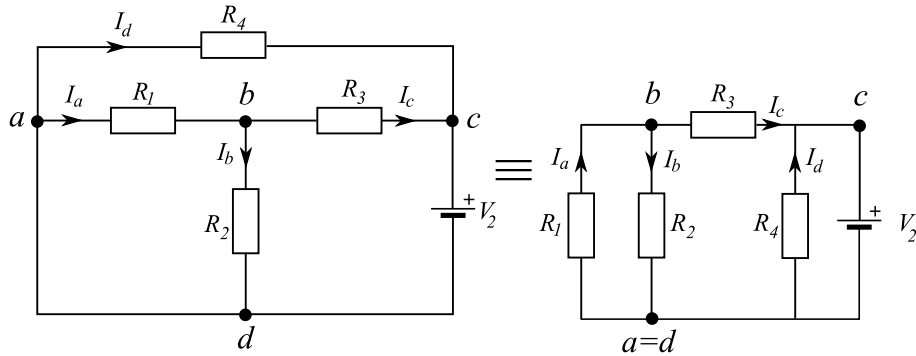 I_d R_4
a I_a R_1 b R_3 I_c c
I_b
R_2
+
V_2
d
≡
b R_3 I_c c
I_a I_b I_d
R_1 R_2 R_4
+
V_2
a=d